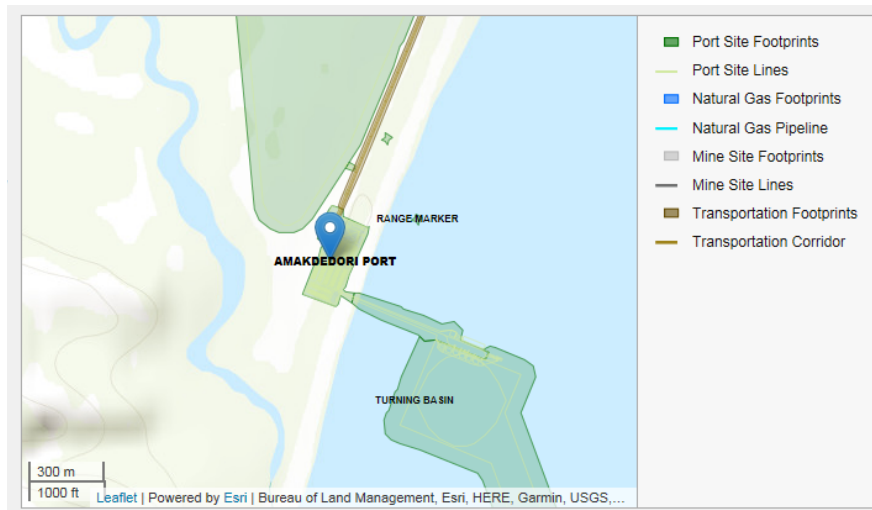 RANGE MARKER
AMAKDEDORI PORT
TURNING BASIN
300 m
1000 ft
Leaflet | Powered by Esri | Bureau of Land Management, Esri, HERE, Garmin, USGS,...
Port Site Footprints
Port Site Lines
Natural Gas Footprints
Natural Gas Pipeline
Mine Site Footprints
Mine Site Lines
Transportation Footprints
Transportation Corridor